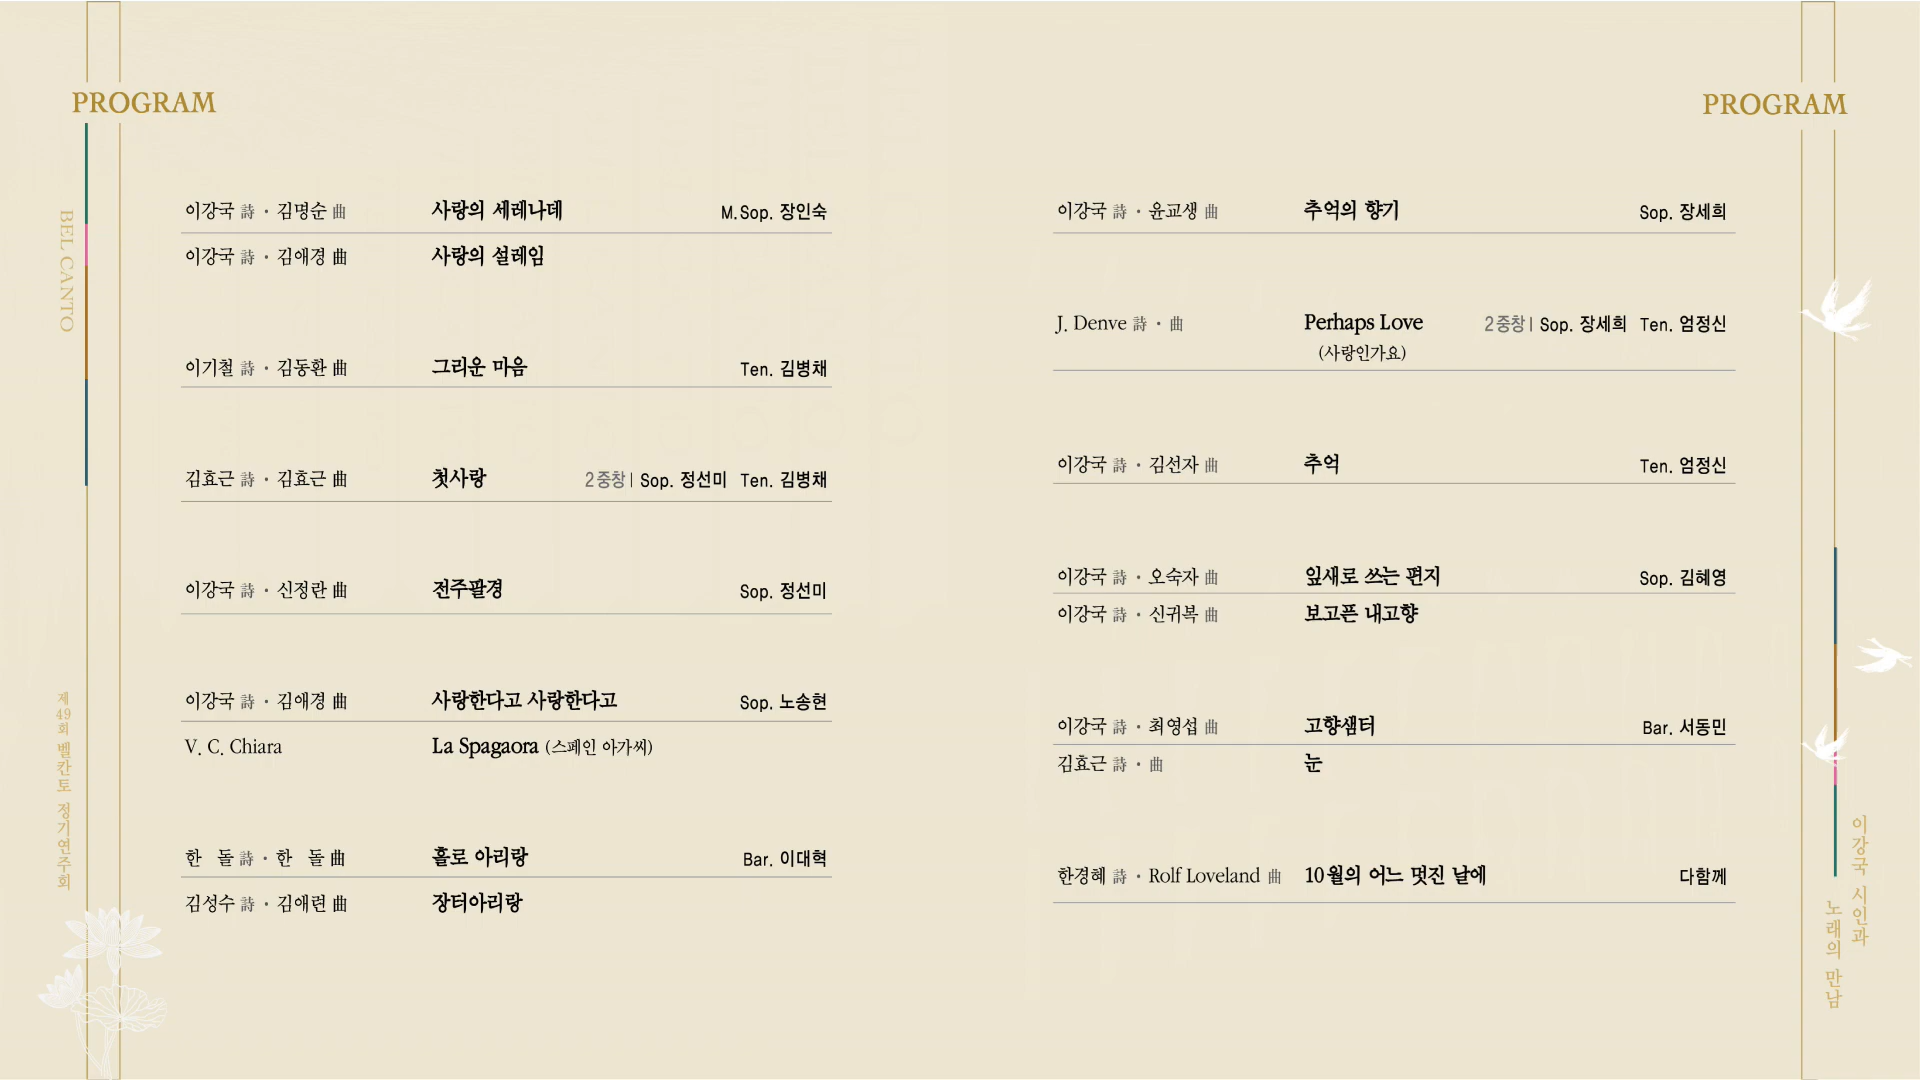 PROGRAM
BEL CANTO
제49회 벨칸토 정기연주회
이강국 詩 · 김명순 曲 사랑의 세레나데 M.Sop. 장인숙
이강국 詩 · 김애경 曲 사랑의 설레임
이기철 詩 · 김동환 曲 그리운 마음 Ten. 김병채
김효근 詩 · 김효근 曲 첫사랑 2중창 | Sop. 정선미 Ten. 김병채
이강국 詩 · 신정란 曲 전주팔경 Sop. 정선미
이강국 詩 · 김애경 曲 사랑한다고 사랑한다고 Sop. 노송현
V. C. Chiara La Spagaora (스페인 아가씨)
한 돌 詩 · 한 돌 曲 홀로 아리랑 Bar. 이대혁
김성수 詩 · 김애련 曲 장터아리랑
PROGRAM
이강국 詩 · 윤교생 曲 추억의 향기 Sop. 장세희
J. Denve 詩 · 曲 Perhaps Love 2중창 | Sop. 장세희 Ten. 엄정신
(사랑인가요)
이강국 詩 · 김선자 曲 추억 Ten. 엄정신
이강국 詩 · 오숙자 曲 잎새로 쓰는 편지 Sop. 김혜영
이강국 詩 · 신귀복 曲 보고픈 내고향
이강국 詩 · 최영섭 曲 고향샘터 Bar. 서동민
김효근 詩 · 曲 눈
한경혜 詩 · Rolf Loveland 曲 10월의 어느 멋진 날에 다함께
이강국 시인과
노래의 만남